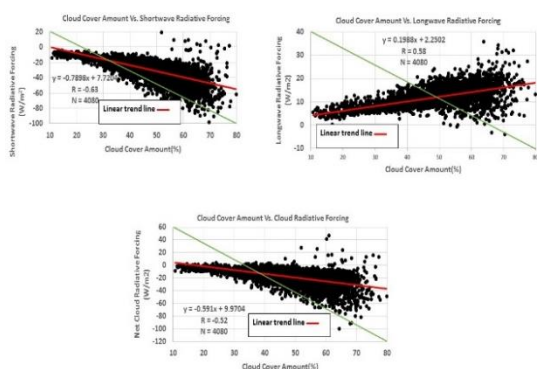 Cloud Cover Amount Vs. Shortwave Radiative Forcing
20
0
-20
-40
-60
-80
-100
y = -0.7898x + 7.72
R = -0.63
N = 4080
Linear trend line
10 20 30 40 50 60 70 80
Cloud Cover Amount(%)
Shortwave Radiative Forcing
(W/m²)
Cloud Cover Amount Vs. Longwave Radiative Forcing
40
30
20
10
0
-10
y = 0.1988x + 2.2502
R = 0.58
N = 4080
Linear trend line
10 20 30 40 50 60 70 80
Cloud Cover Amount(%)
Longwave Radiative Forcing
(W/m2)
Cloud Cover Amount Vs. Cloud Radiative Forcing
60
40
20
0
-20
-40
-60
-80
-100
-120
y = -0.591x + 9.9704
R = -0.52
N = 4080
Linear trend line
10 20 30 40 50 60 70 80
Cloud Cover Amount(%)
Net Cloud Radiative Forcing
(W/m2)